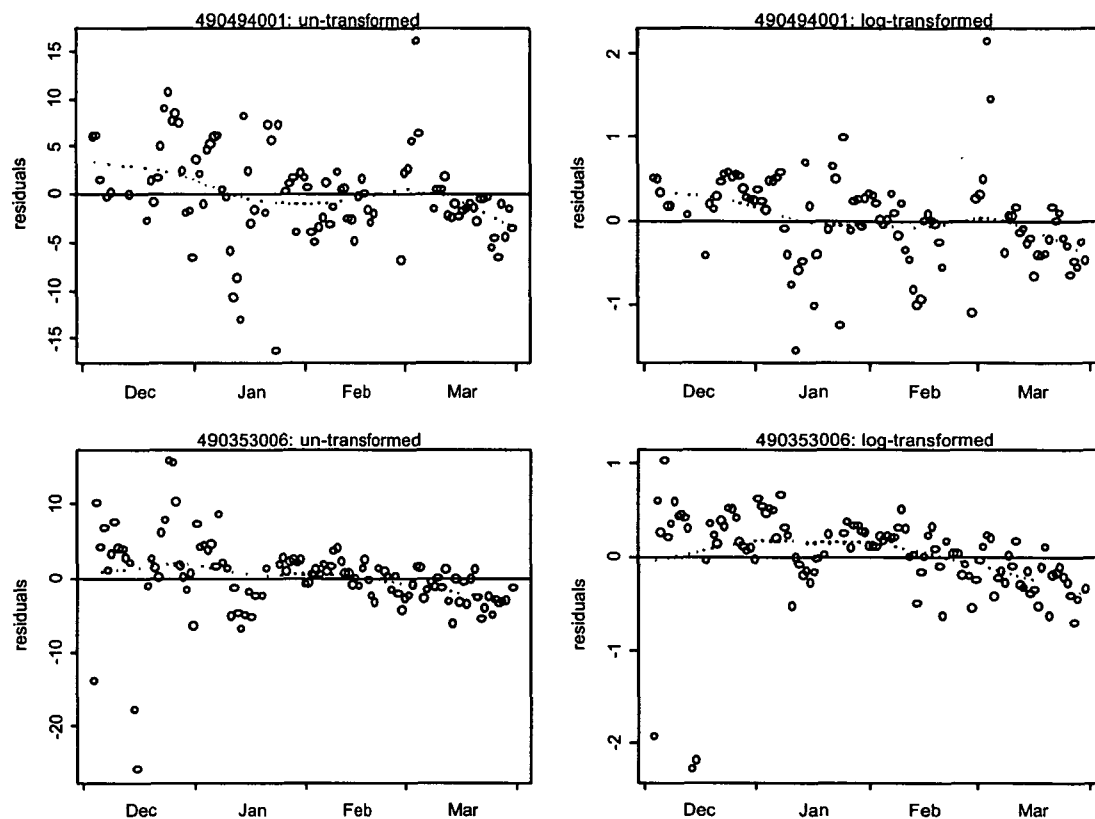 490494001: un-transformed
residuals
15
10
5
0
-5
-10
-15
Dec Jan Feb Mar
490494001: log-transformed
residuals
2
1
0
-1
Dec Jan Feb Mar
490353006: un-transformed
residuals
10
0
-10
-20
Dec Jan Feb Mar
490353006: log-transformed
residuals
1
0
-1
-2
Dec Jan Feb Mar